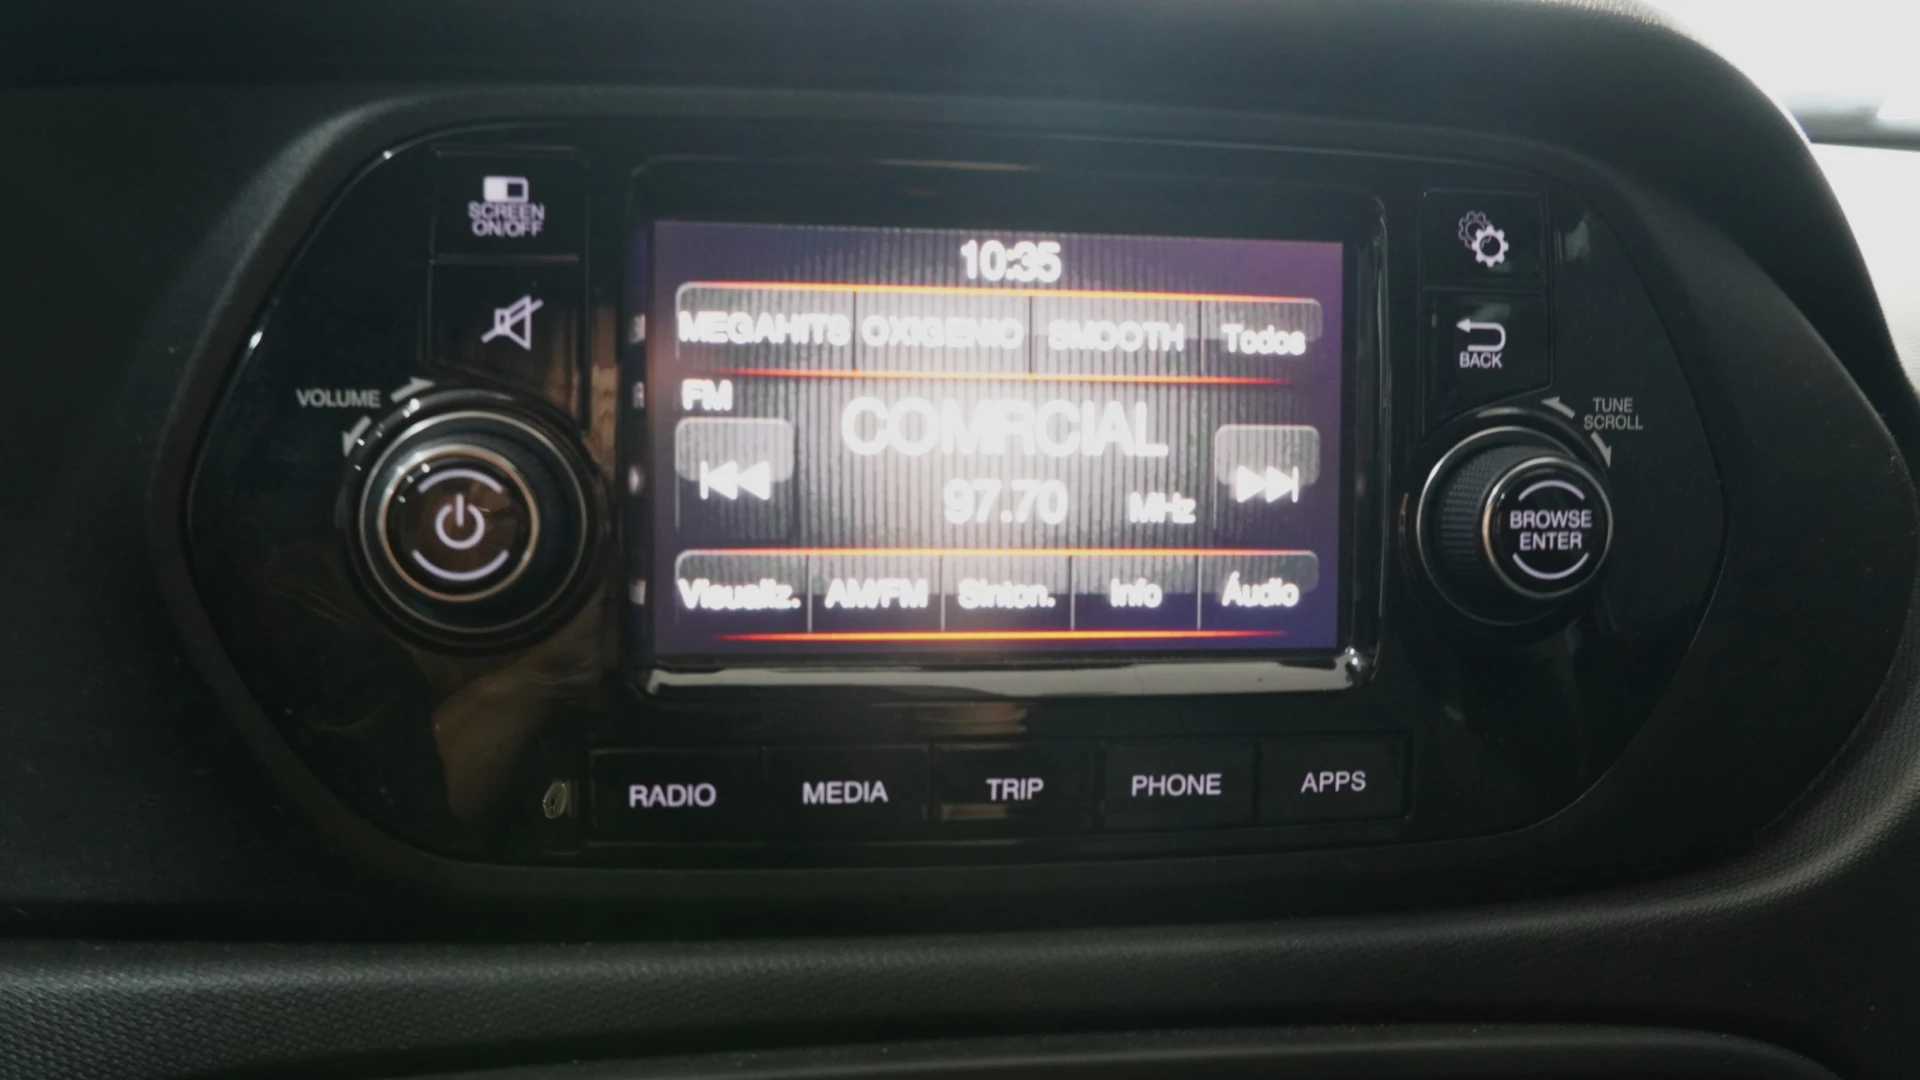 SCREEN
ON/OFF
VOLUME
10:35
MEGAHITS OXIGENIO SMOOTH Todos
FM
COMRCIAL
97.70 MHz
Visualiz. AM/FM Sinton. Info Áudio
BACK
TUNE
SCROLL
BROWSE
ENTER
RADIO MEDIA TRIP PHONE APPS